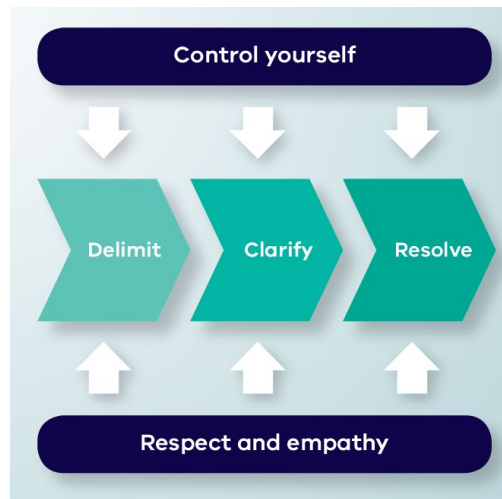 Control yourself
Delimit
Clarify
Resolve
Respect and empathy